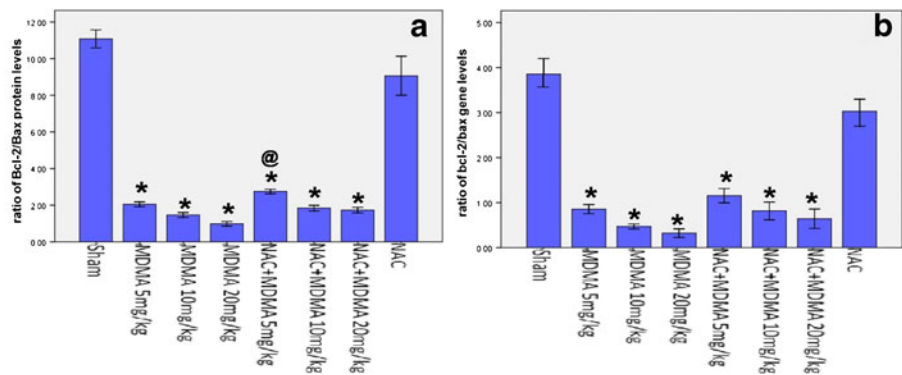 ratio of Bcl-2/Bax protein levels
12.00
10.00
8.00
6.00
4.00
2.00
0.00
a
@
*
*
*
*
*
*
Sham
MDMA 5mg/kg
MDMA 10mg/kg
MDMA 20mg/kg
NAC+MDMA 5mg/kg
NAC+MDMA 10mg/kg
NAC+MDMA 20mg/kg
NAC
ratio of bcl-2/bax gene levels
5.00
4.00
3.00
2.00
1.00
0.00
b
*
*
*
*
*
*
Sham
MDMA 5mg/kg
MDMA 10mg/kg
MDMA 20mg/kg
NAC+MDMA 5mg/kg
NAC+MDMA 10mg/kg
NAC+MDMA 20mg/kg
NAC